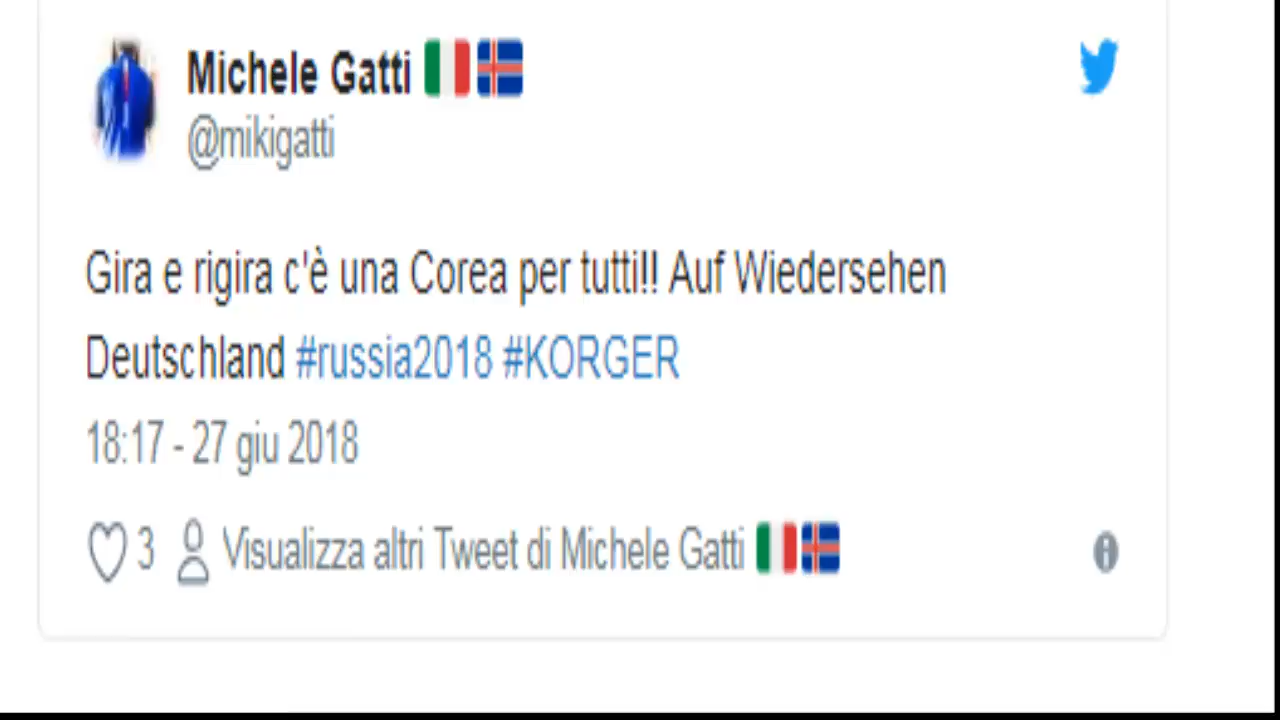 Michele Gatti 🇮🇹🇮🇸
@mikigatti
Gira e rigira c'è una Corea per tutti!! Auf Wiedersehen
Deutschland #russia2018 #KORGER
18:17 - 27 giu 2018
3 Visualizza altri Tweet di Michele Gatti 🇮🇹🇮🇸